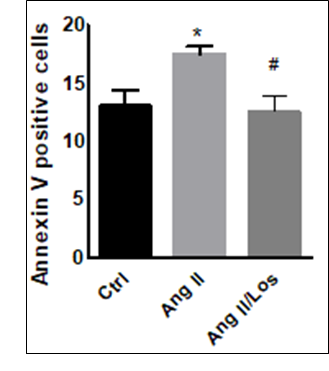 Annexin V positive cells
20
15
10
5
0
*
#
Ctrl
Ang II
Ang II/Los